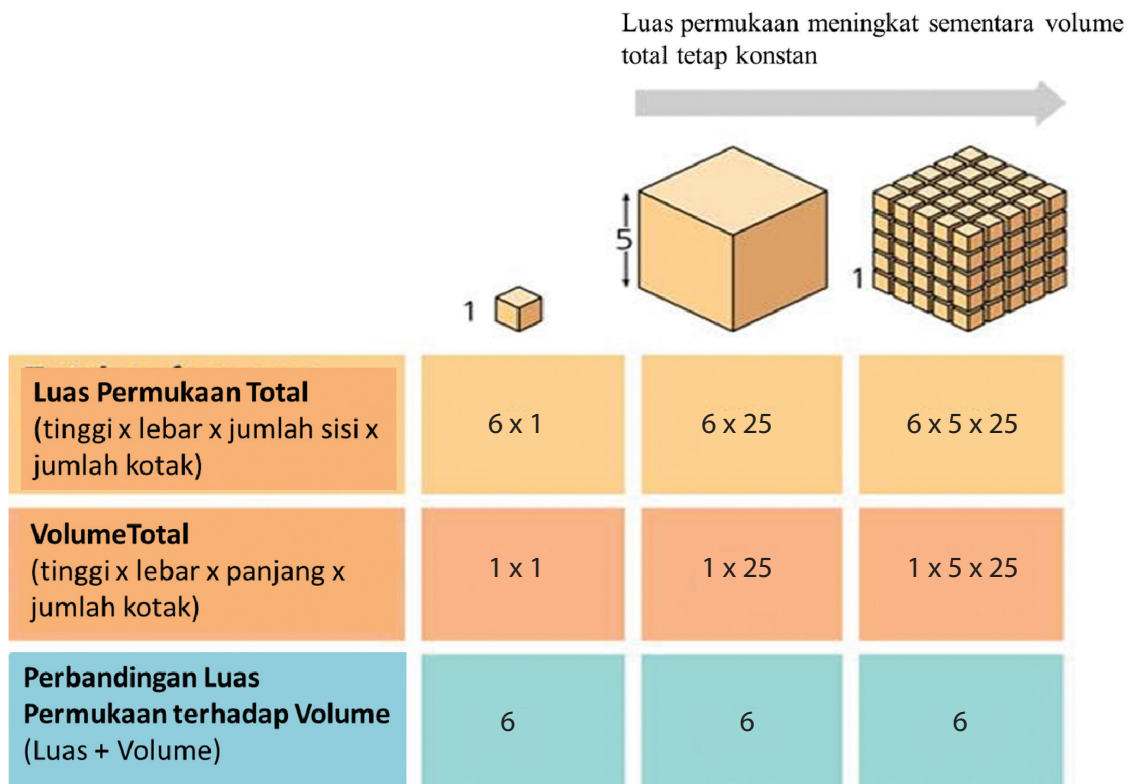 Luas permukaan meningkat sementara volume
total tetap konstan
5
1
1
Luas Permukaan Total
(tinggi x lebar x jumlah sisi x
jumlah kotak)
6 x 1
6 x 25
6 x 5 x 25
VolumeTotal
(tinggi x lebar x panjang x
jumlah kotak)
1 x 1
1 x 25
1 x 5 x 25
Perbandingan Luas
Permukaan terhadap Volume
(Luas + Volume)
6
6
6